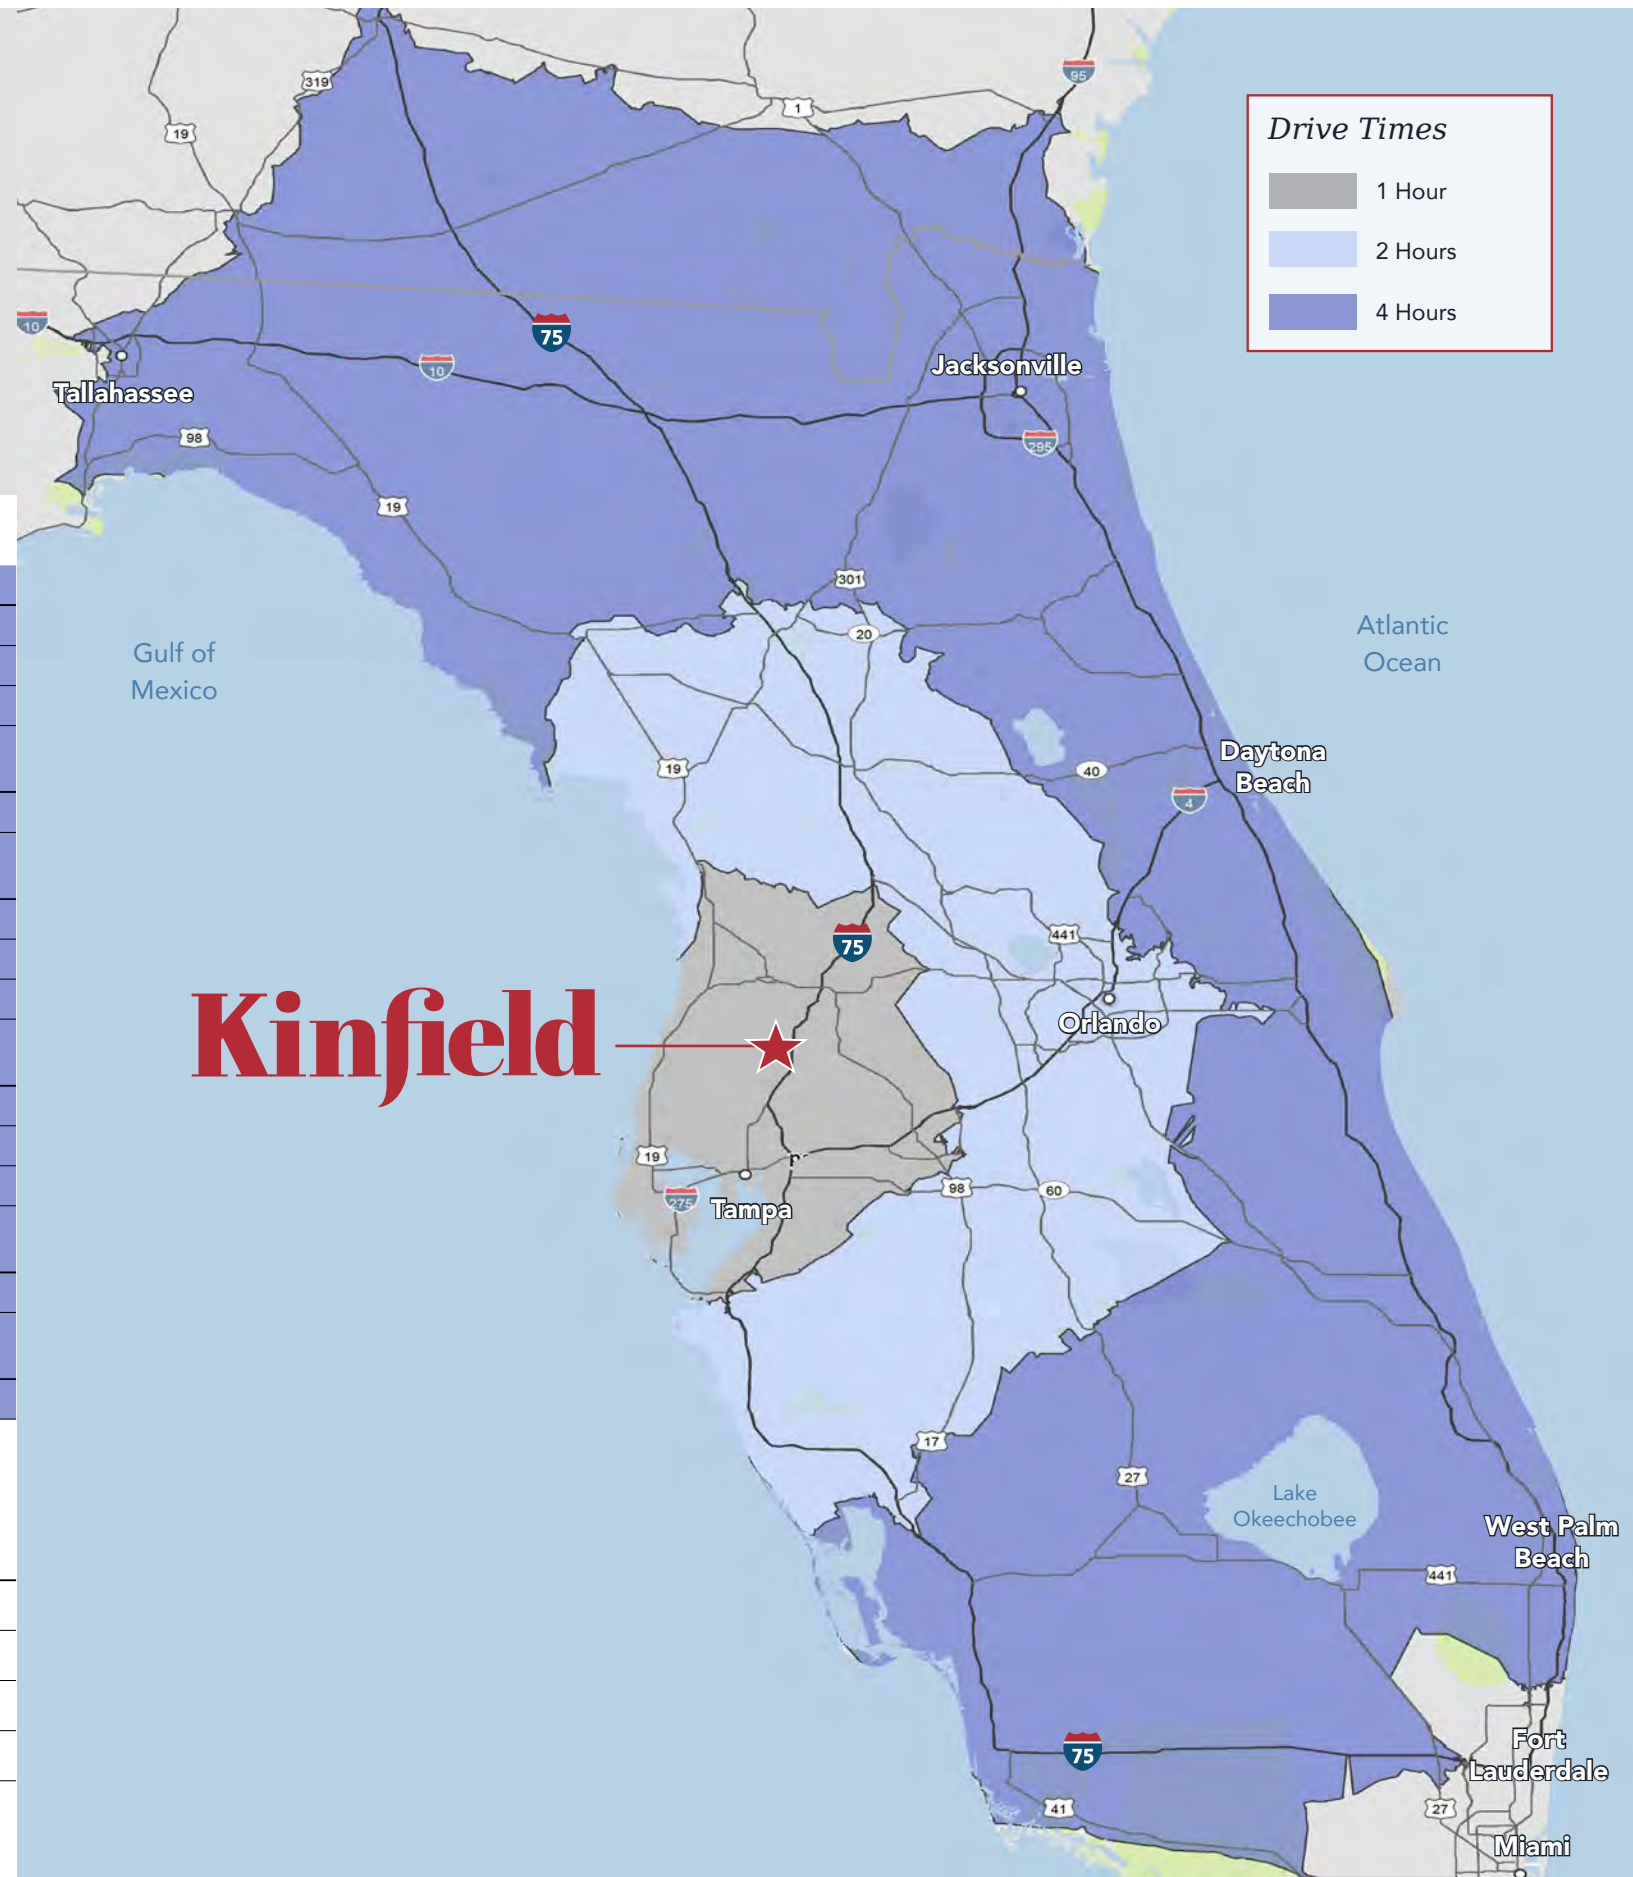 319
95
19
1
Drive Times
1 Hour
2 Hours
4 Hours
10
75
10
Jacksonville
Tallahassee
98
295
19
301
20
Gulf of
Mexico
Atlantic
Ocean
19
40
Daytona
Beach
4
441
75
Kinfield
Orlando
19
275
98
60
Tampa
17
27
Lake
Okeechobee
West Palm
Beach
441
75
Fort
Lauderdale
41
27
Miami